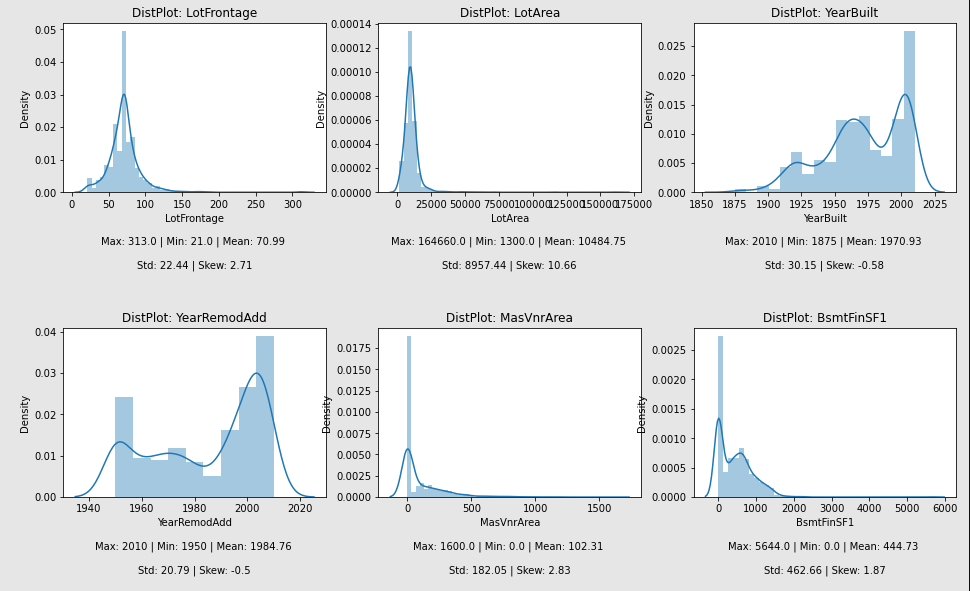 DistPlot: LotFrontage
0.05
0.04
0.03
0.02
0.01
0.00
Density
0 50 100 150 200 250 300
LotFrontage
Max: 313.0 | Min: 21.0 | Mean: 70.99
Std: 22.44 | Skew: 2.71
DistPlot: LotArea
0.00014
0.00012
0.00010
0.00008
0.00006
0.00004
0.00002
0.00000
Density
0 25000 50000 75000 100000 125000 150000 175000
LotArea
Max: 164660.0 | Min: 1300.0 | Mean: 10484.75
Std: 8957.44 | Skew: 10.66
DistPlot: YearBuilt
0.025
0.020
0.015
0.010
0.005
0.000
Density
1850 1875 1900 1925 1950 1975 2000 2025
YearBuilt
Max: 2010 | Min: 1875 | Mean: 1970.93
Std: 30.15 | Skew: -0.58
DistPlot: YearRemodAdd
0.04
0.03
0.02
0.01
0.00
Density
1940 1960 1980 2000 2020
YearRemodAdd
Max: 2010 | Min: 1950 | Mean: 1984.76
Std: 20.79 | Skew: -0.5
DistPlot: MasVnrArea
0.0175
0.0150
0.0125
0.0100
0.0075
0.0050
0.0025
0.0000
Density
0 500 1000 1500
MasVnrArea
Max: 1600.0 | Min: 0.0 | Mean: 102.31
Std: 182.05 | Skew: 2.83
DistPlot: BsmtFinSF1
0.0025
0.0020
0.0015
0.0010
0.0005
0.0000
Density
0 1000 2000 3000 4000 5000 6000
BsmtFinSF1
Max: 5644.0 | Min: 0.0 | Mean: 444.73
Std: 462.66 | Skew: 1.87